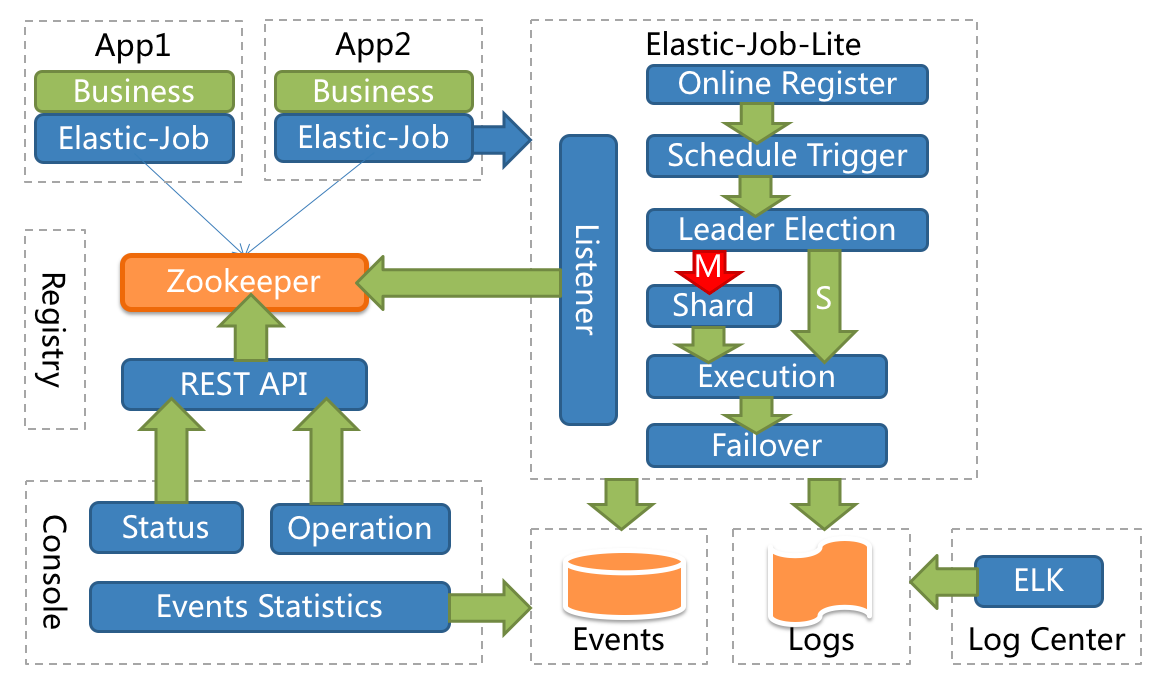 App1
Business
Elastic-Job
App2
Business
Elastic-Job
Elastic-Job-Lite
Online Register
Schedule Trigger
Leader Election
M
S
Shard
Execution
Failover
Listener
Registry
Zookeeper
REST API
Console
Status
Operation
Events Statistics
Events
Logs
ELK
Log Center